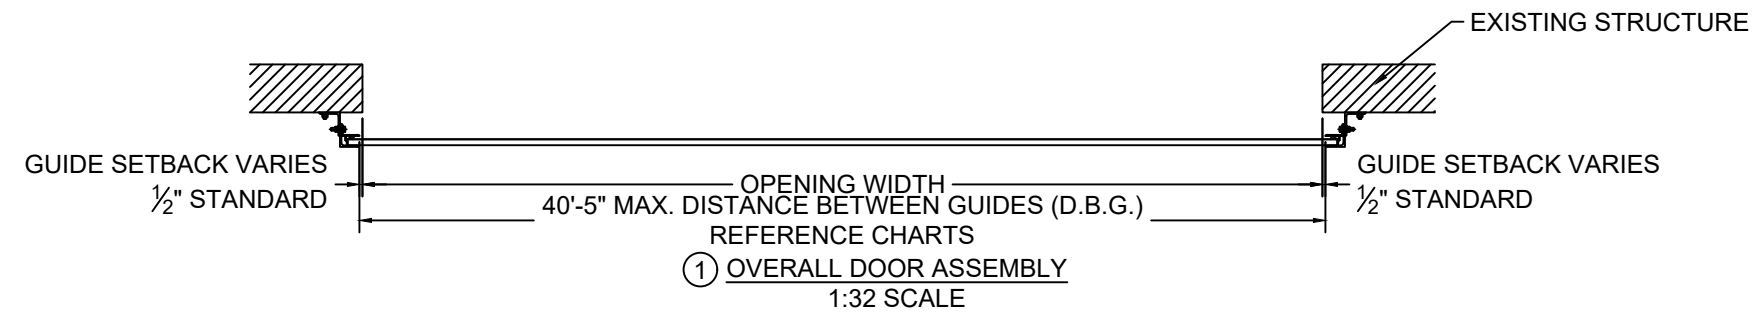 EXISTING STRUCTURE
GUIDE SETBACK VARIES
½" STANDARD
OPENING WIDTH
40'-5" MAX. DISTANCE BETWEEN GUIDES (D.B.G.)
REFERENCE CHARTS
GUIDE SETBACK VARIES
½" STANDARD
1 OVERALL DOOR ASSEMBLY
1:32 SCALE